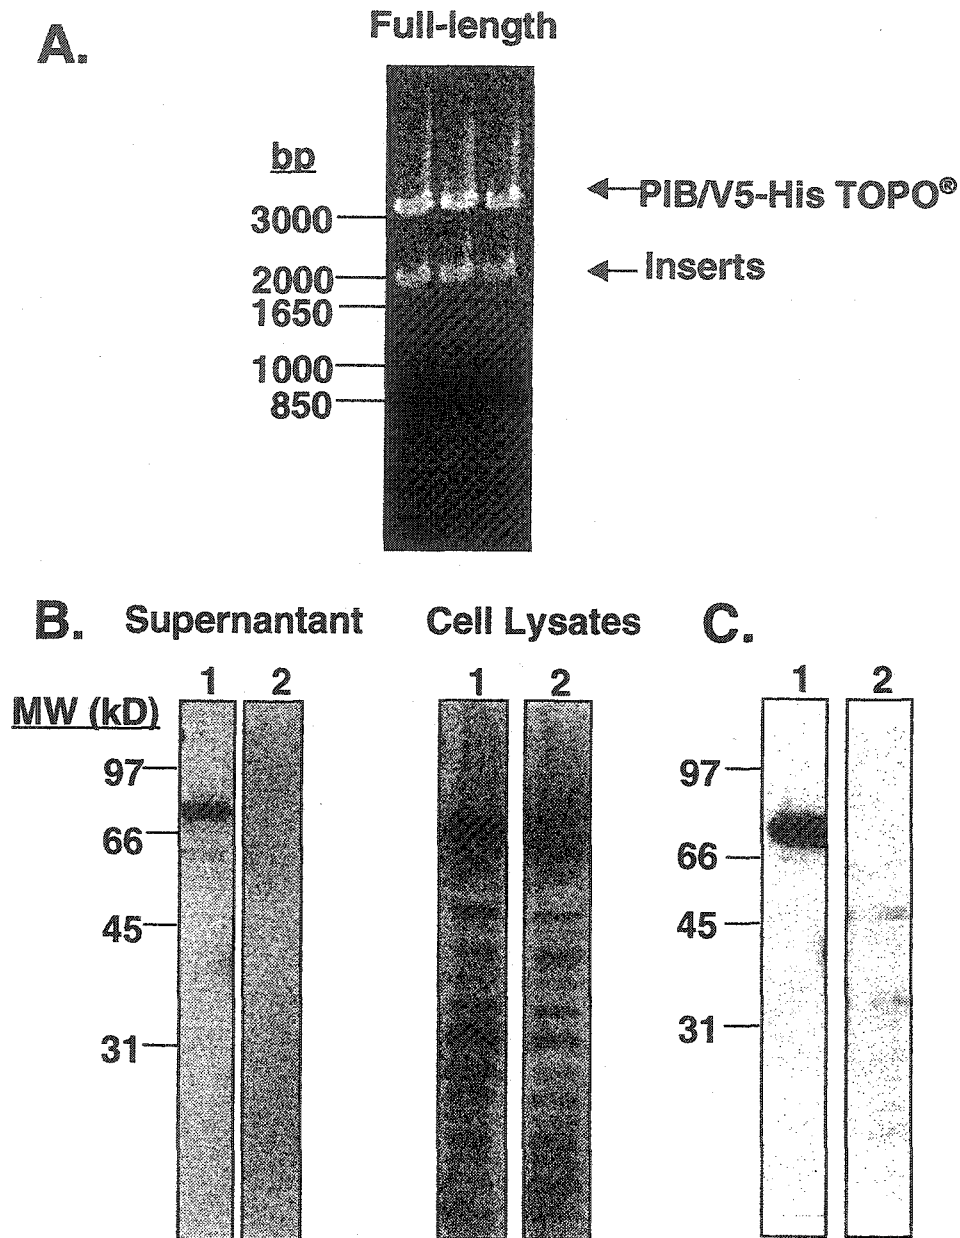 A.
Full-length
bp
PIB/V5-His TOPO®
3000
Inserts
2000
1650
1000
850
B.
Supernantant
Cell Lysates
C.
1 2 1 2 1 2
MW (kD)
97
66
45
31
97
66
45
31